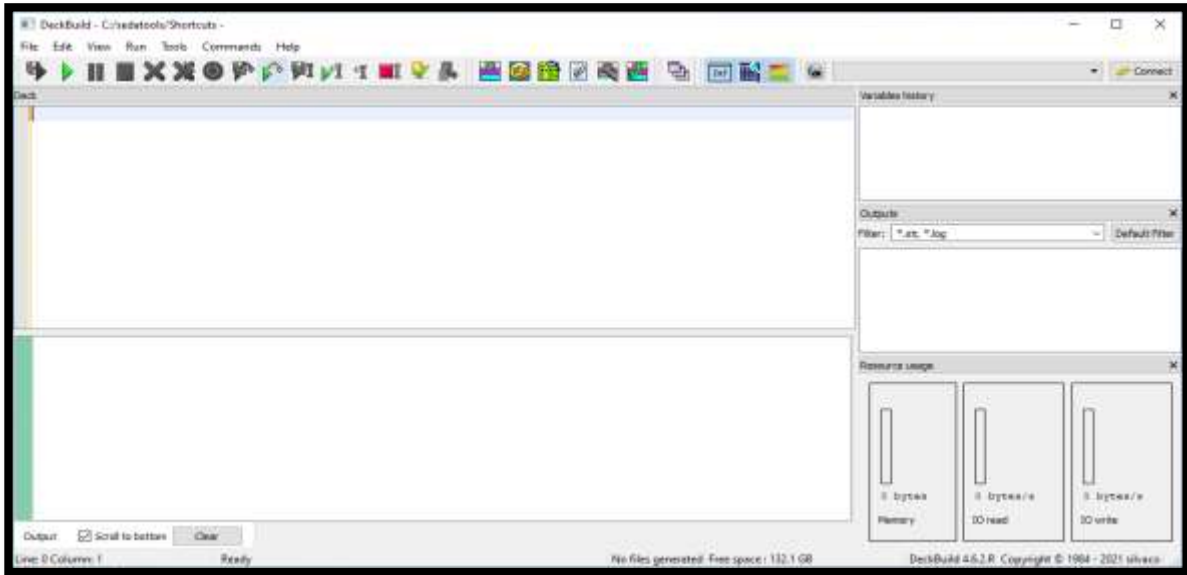 DeckBuild - C:/sedatools/Shortcuts -
File Edit View Run Tools Commands Help
Connect
Deck
Variables history
Outputs
Filter: *.str, *.log Default Filter
Resource usage
0 bytes 0 bytes/s 0 bytes/s
Memory IO read IO write
Output Scroll to bottom Clear
Line: 0 Column: 1 Ready No files generated Free space : 132.1 GB DeckBuild 4.6.2.R Copyright © 1984 - 2021 silvaco